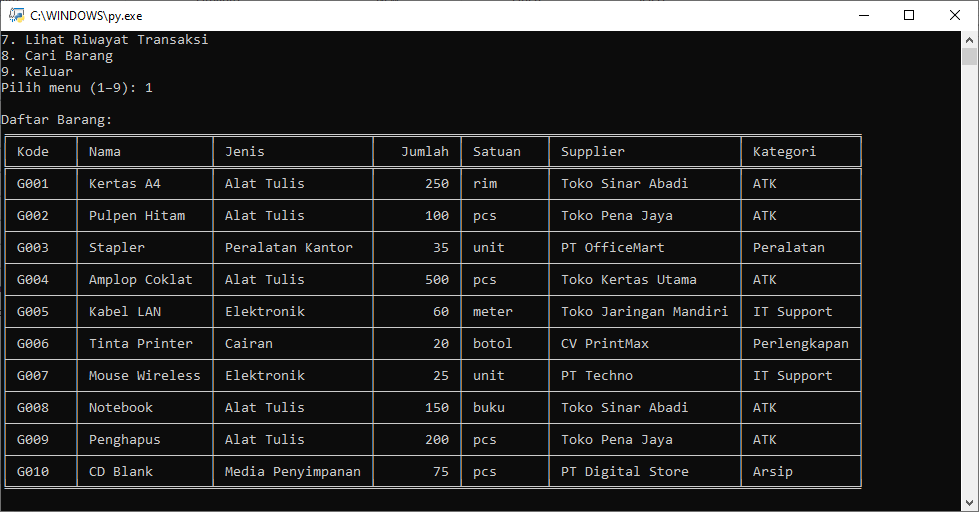 C:\WINDOWS\py.exe
7. Lihat Riwayat Transaksi
8. Cari Barang
9. Keluar
Pilih menu (1–9): 1
Daftar Barang:
Kode Nama Jenis Jumlah Satuan Supplier Kategori
G001 Kertas A4 Alat Tulis 250 rim Toko Sinar Abadi ATK
G002 Pulpen Hitam Alat Tulis 100 pcs Toko Pena Jaya ATK
G003 Stapler Peralatan Kantor 35 unit PT OfficeMart Peralatan
G004 Amplop Coklat Alat Tulis 500 pcs Toko Kertas Utama ATK
G005 Kabel LAN Elektronik 60 meter Toko Jaringan Mandiri IT Support
G006 Tinta Printer Cairan 20 botol CV PrintMax Perlengkapan
G007 Mouse Wireless Elektronik 25 unit PT Techno IT Support
G008 Notebook Alat Tulis 150 buku Toko Sinar Abadi ATK
G009 Penghapus Alat Tulis 200 pcs Toko Pena Jaya ATK
G010 CD Blank Media Penyimpanan 75 pcs PT Digital Store Arsip